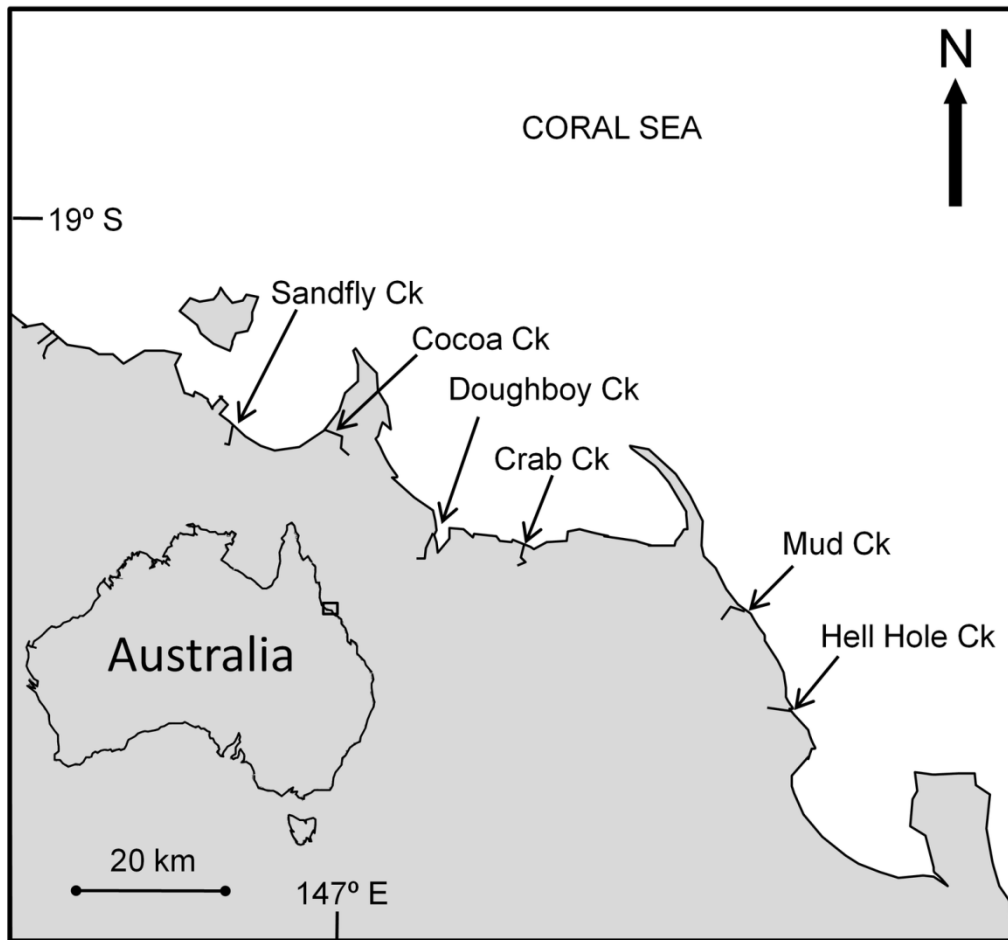 N
CORAL SEA
19º S
Sandfly Ck
Cocoa Ck
Doughboy Ck
Crab Ck
Mud Ck
Hell Hole Ck
Australia
20 km
147º E